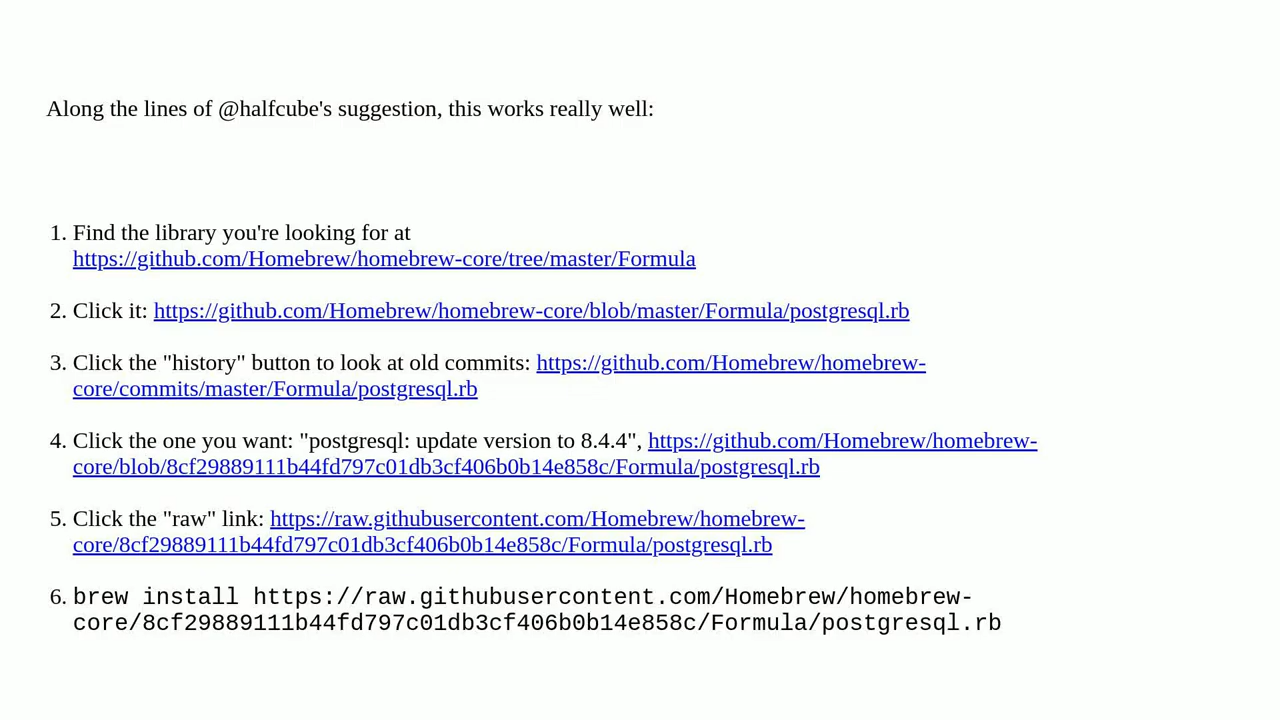 Along the lines of @halfcube's suggestion, this works really well:
1. Find the library you're looking for at
https://github.com/Homebrew/homebrew-core/tree/master/Formula
2. Click it: https://github.com/Homebrew/homebrew-core/blob/master/Formula/postgresql.rb
3. Click the "history" button to look at old commits: https://github.com/Homebrew/homebrew-
core/commits/master/Formula/postgresql.rb
4. Click the one you want: "postgresql: update version to 8.4.4", https://github.com/Homebrew/homebrew-
core/blob/8cf29889111b44fd797c01db3cf406b0b14e858c/Formula/postgresql.rb
5. Click the "raw" link: https://raw.githubusercontent.com/Homebrew/homebrew-
core/8cf29889111b44fd797c01db3cf406b0b14e858c/Formula/postgresql.rb
6. brew install https://raw.githubusercontent.com/Homebrew/homebrew-
core/8cf29889111b44fd797c01db3cf406b0b14e858c/Formula/postgresql.rb